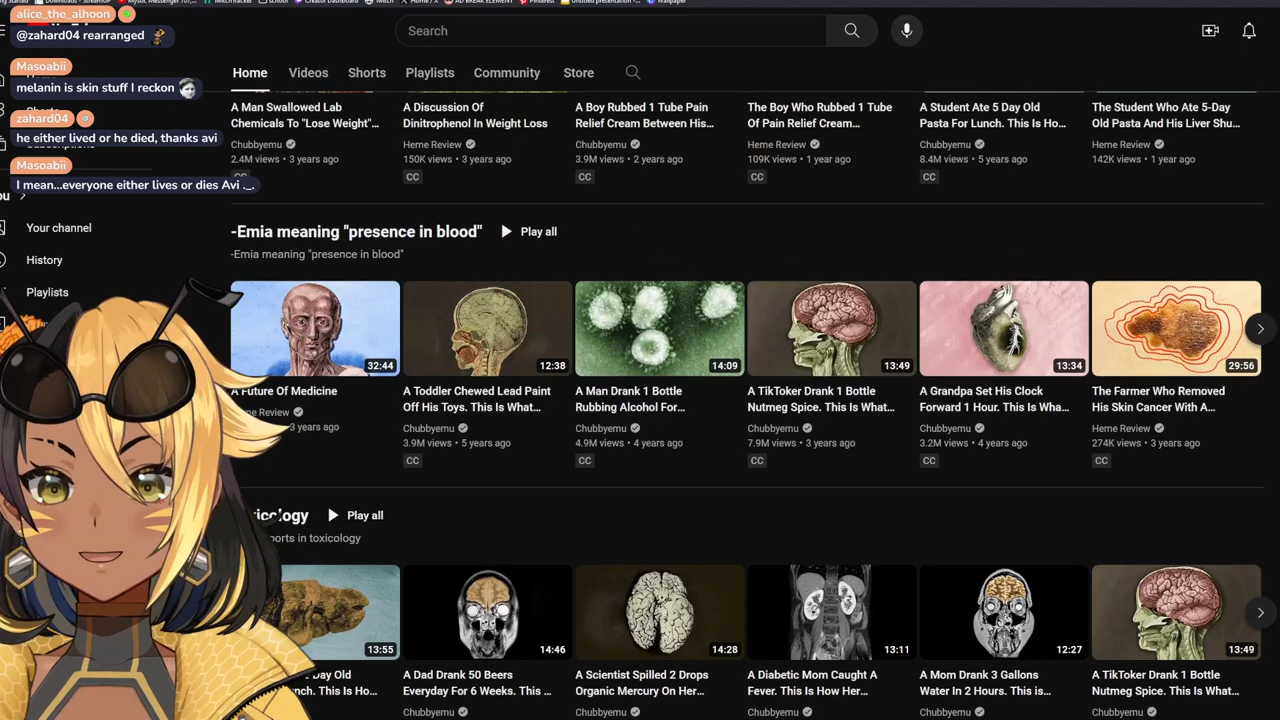 alice_the_alhoon
@zahard04 rearranged
Masoabii
melanin is skin stuff I reckon
zahard04
he either lived or he died, thanks avi
Masoabii
I mean...everyone either lives or dies Avi ._.
Search
Home
Videos
Shorts
Playlists
Community
Store
A Man Swallowed Lab
Chemicals To "Lose Weight"...
Chubbyemu
2.4M views • 3 years ago
CC
A Discussion Of
Dinitrophenol In Weight Loss
Heme Review
150K views • 3 years ago
A Boy Rubbed 1 Tube Pain
Relief Cream Between His...
Chubbyemu
3.9M views • 2 years ago
CC
The Boy Who Rubbed 1 Tube
Of Pain Relief Cream...
Heme Review
109K views • 1 year ago
CC
A Student Ate 5 Day Old
Pasta For Lunch. This Is Ho...
Chubbyemu
8.4M views • 5 years ago
CC
The Student Who Ate 5-Day
Old Pasta And His Liver Shu...
Heme Review
142K views • 1 year ago
Your channel
History
Playlists
-Emia meaning "presence in blood"
Play all
-Emia meaning "presence in blood"
32:44
A Future Of Medicine
Review
3 years ago
12:38
A Toddler Chewed Lead Paint
Off His Toys. This Is What...
Chubbyemu
3.9M views • 5 years ago
CC
14:09
A Man Drank 1 Bottle
Rubbing Alcohol For...
Chubbyemu
4.9M views • 4 years ago
CC
13:49
A TikToker Drank 1 Bottle
Nutmeg Spice. This Is What...
Chubbyemu
7.9M views • 3 years ago
CC
13:34
A Grandpa Set His Clock
Forward 1 Hour. This Is Wha...
Chubbyemu
3.2M views • 4 years ago
CC
29:56
The Farmer Who Removed
His Skin Cancer With A...
Heme Review
274K views • 3 years ago
CC
Play all
in toxicology
13:55
Day Old
This Is Ho...
14:46
A Dad Drank 50 Beers
Everyday For 6 Weeks. This ...
Chubbyemu
14:28
A Scientist Spilled 2 Drops
Organic Mercury On Her...
Chubbyemu
13:11
A Diabetic Mom Caught A
Fever. This Is How Her...
Chubbyemu
12:27
A Mom Drank 3 Gallons
Water In 2 Hours. This is...
Chubbyemu
13:49
A TikToker Drank 1 Bottle
Nutmeg Spice. This Is What...
Chubbyemu